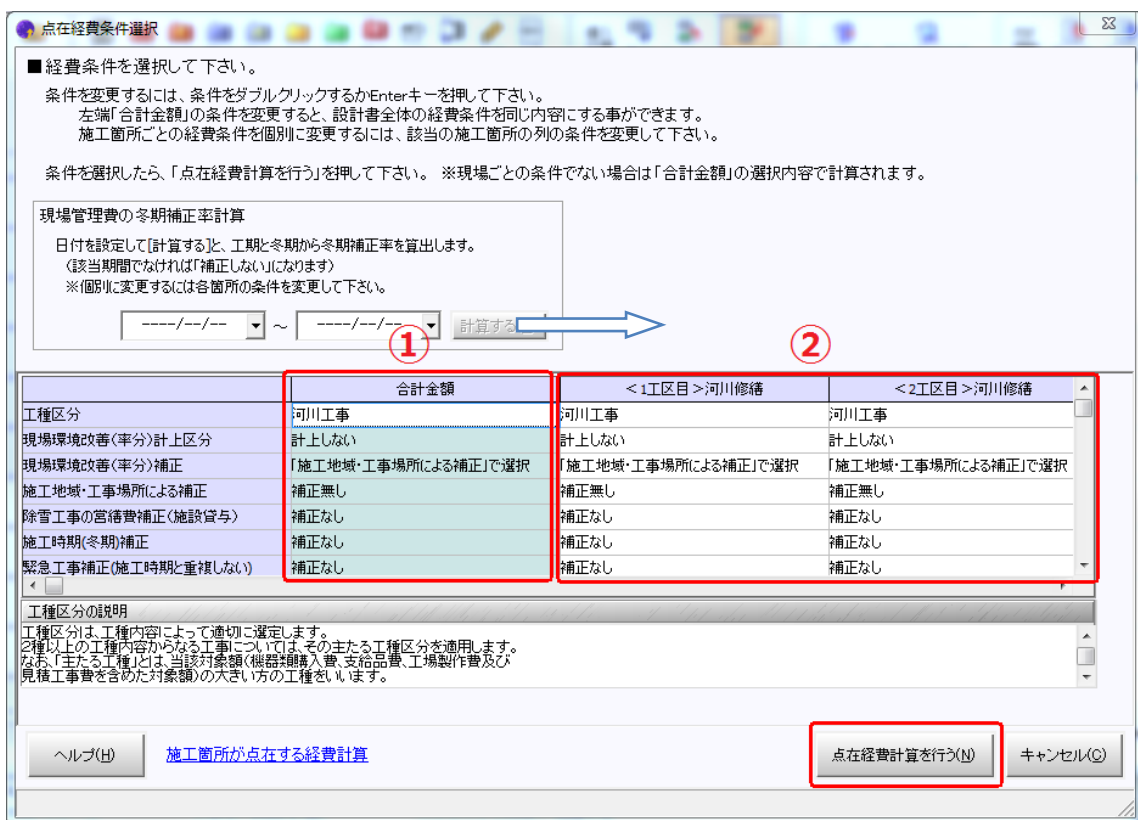 点在経費条件選択
■経費条件を選択して下さい。
条件を変更するには、条件をダブルクリックするかEnterキーを押して下さい。
左端「合計金額」の条件を変更すると、設計書全体の経費条件を同じ内容にする事ができます。
施工箇所ごとの経費条件を個別に変更するには、該当の施工箇所の列の条件を変更して下さい。
条件を選択したら、「点在経費計算を行う」を押して下さい。 ※現場ごとの条件でない場合は「合計金額」の選択内容で計算されます。
現場管理費の冬期補正率計算
日付を設定して[計算する]と、工期と冬期から冬期補正率を算出します。
(該当期間でなければ「補正しない」になります)
※個別に変更するには各箇所の条件を変更して下さい。
----/--/-- ～ ----/--/-- 計算する
① ②
合計金額 <1工区目>河川修繕 <2工区目>河川修繕
工種区分 河川工事 河川工事 河川工事
現場環境改善(率分)計上区分 計上しない 計上しない 計上しない
現場環境改善(率分)補正 「施工地域・工事場所による補正」で選択 「施工地域・工事場所による補正」で選択 「施工地域・工事場所による補正」で選択
施工地域・工事場所による補正 補正無し 補正無し 補正無し
除雪工事の営繕費補正(施設貸与) 補正なし 補正なし 補正なし
施工時期(冬期)補正 補正なし 補正なし 補正なし
緊急工事補正(施工時期と重複しない) 補正なし 補正なし 補正なし
工種区分の説明
工種区分は、工種内容によって適切に選定します。
2種以上の工種内容からなる工事については、その主たる工種区分を適用します。
なお、「主たる工種」とは、当該対象額(機器類購入費、支給品費、工場製作費及び
見積工事費を含めた対象額)の大きい方の工種をいいます。
ヘルプ(H) 施工箇所が点在する経費計算 点在経費計算を行う(N) キャンセル(C)